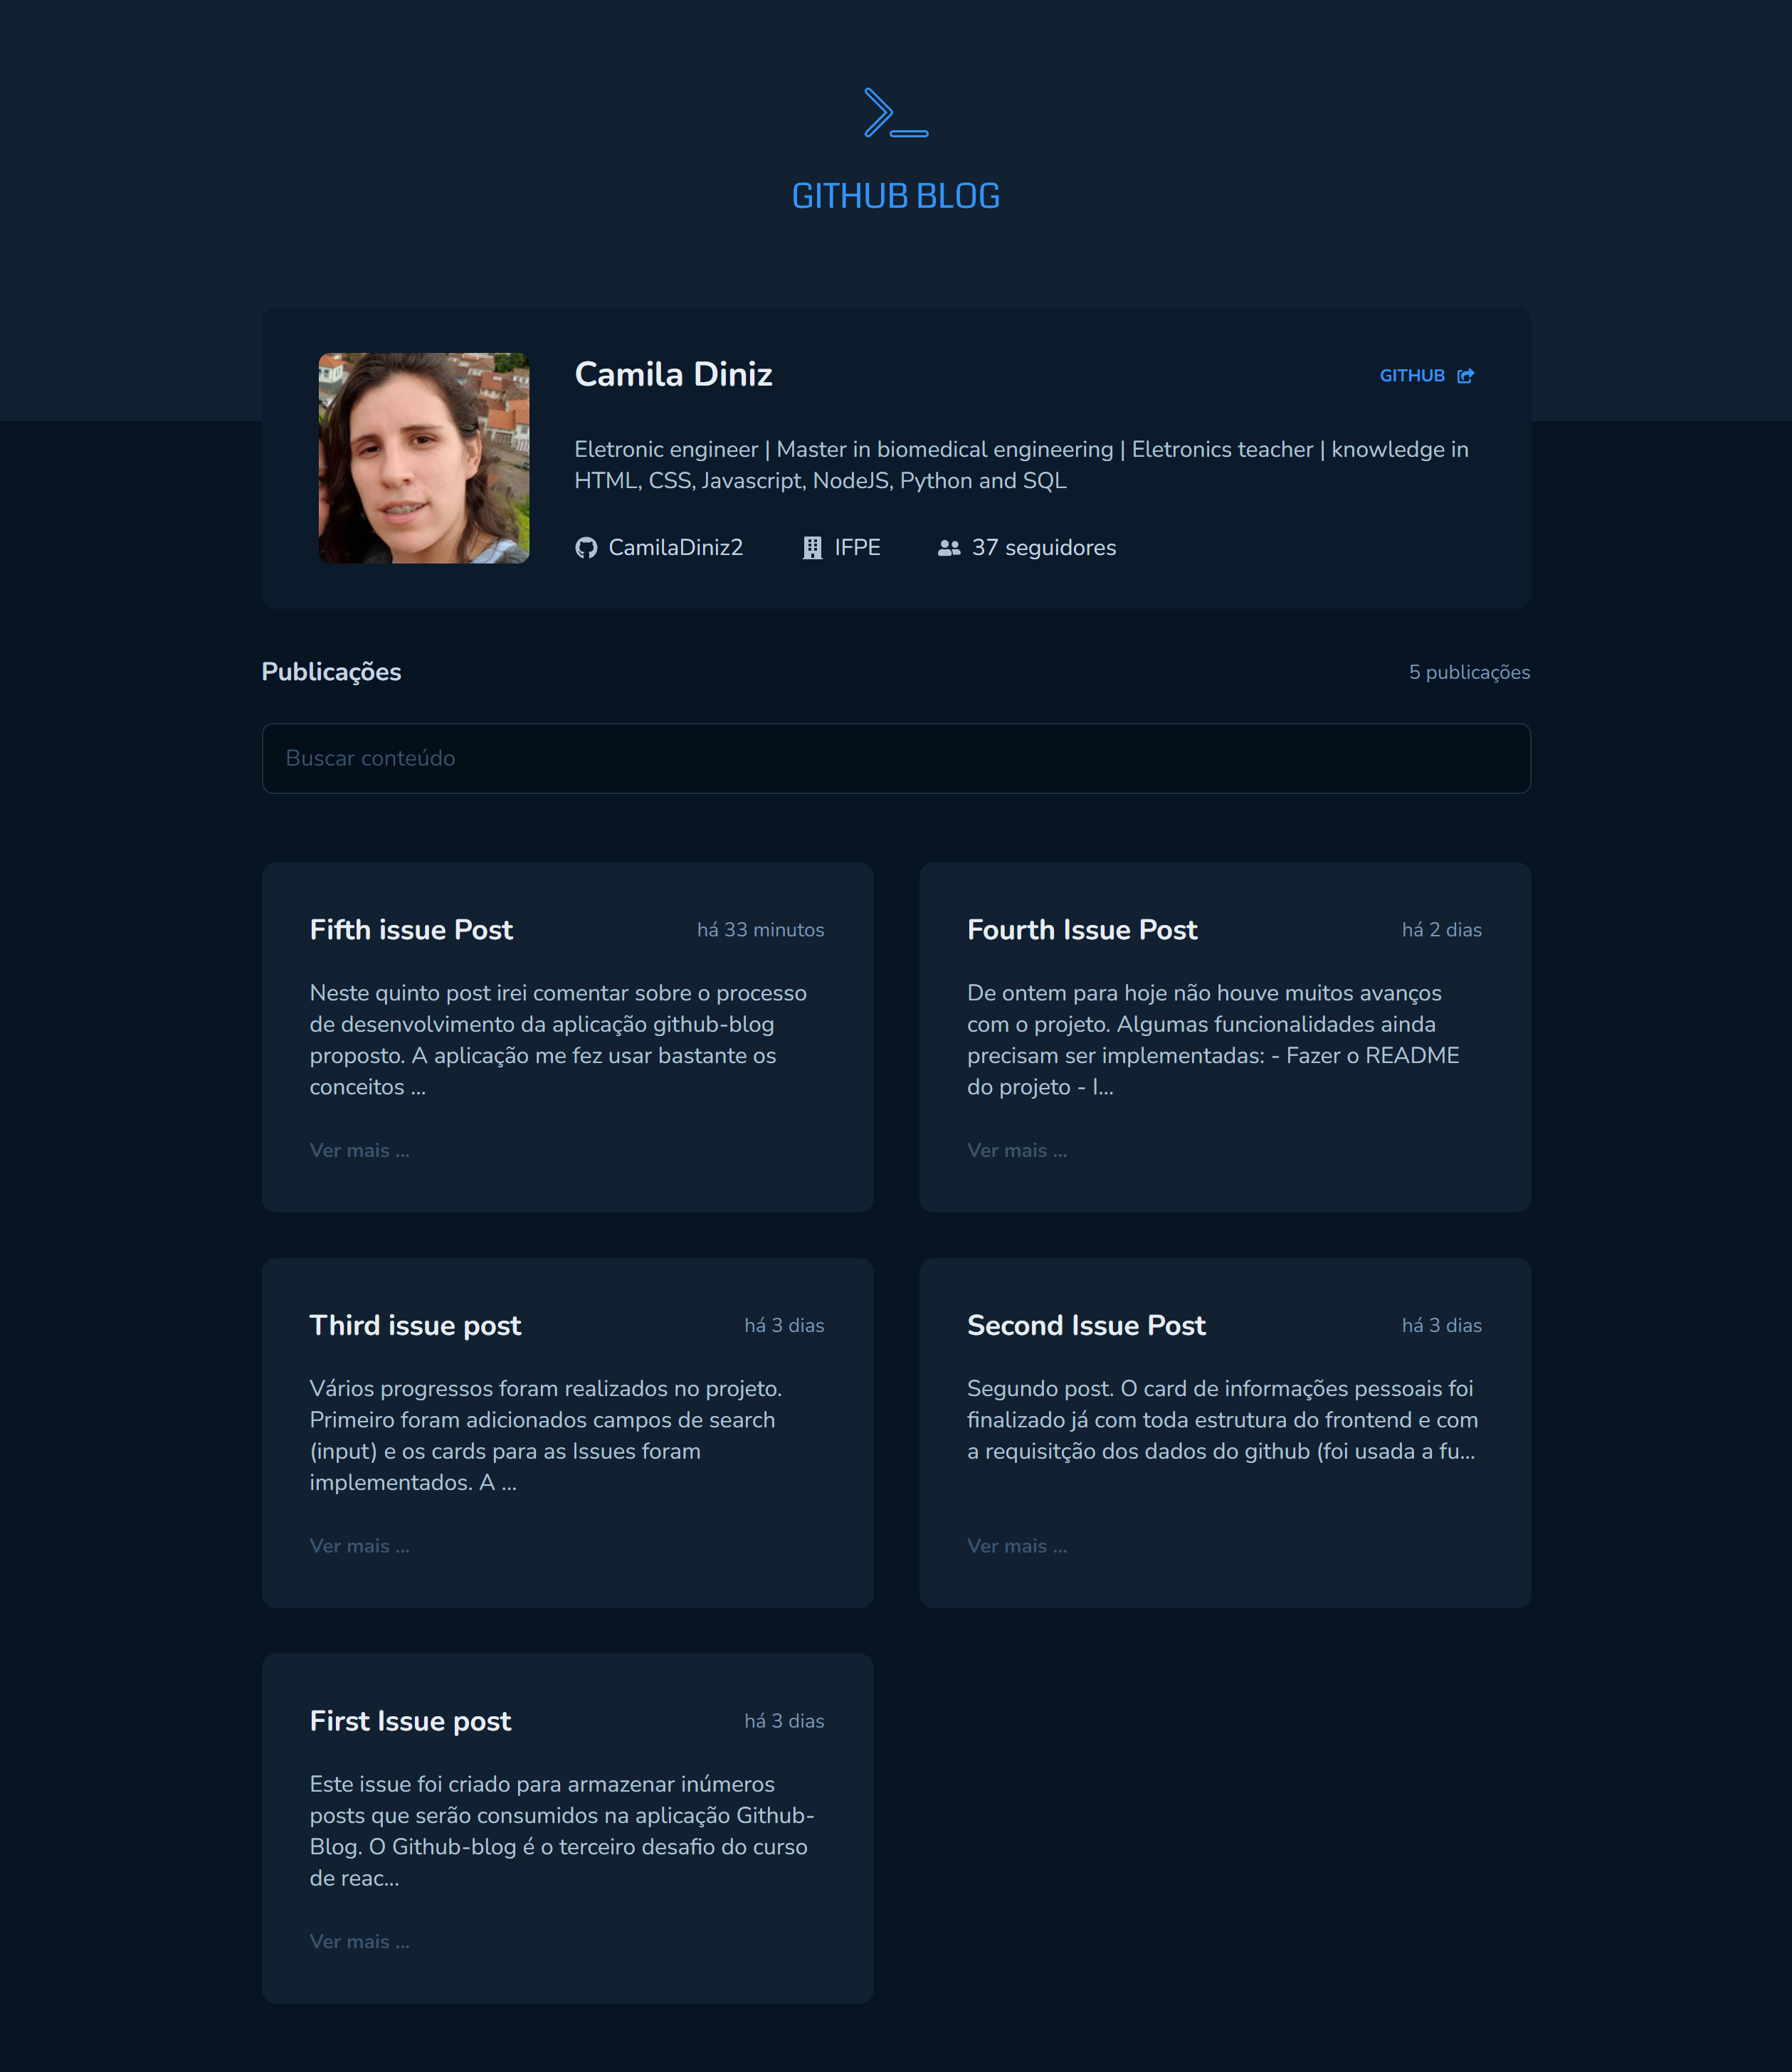 GITHUB BLOG
Camila Diniz
GITHUB
Eletronic engineer | Master in biomedical engineering | Eletronics teacher | knowledge in
HTML, CSS, Javascript, NodeJS, Python and SQL
CamilaDiniz2
IFPE
37 seguidores
Publicações
5 publicações
Buscar conteúdo
Fifth issue Post
há 33 minutos
Neste quinto post irei comentar sobre o processo
de desenvolvimento da aplicação github-blog
proposto. A aplicação me fez usar bastante os
conceitos ...
Ver mais ...
Fourth Issue Post
há 2 dias
De ontem para hoje não houve muitos avanços
com o projeto. Algumas funcionalidades ainda
precisam ser implementadas: - Fazer o README
do projeto - I...
Ver mais ...
Third issue post
há 3 dias
Vários progressos foram realizados no projeto.
Primeiro foram adicionados campos de search
(input) e os cards para as Issues foram
implementados. A ...
Ver mais ...
Second Issue Post
há 3 dias
Segundo post. O card de informações pessoais foi
finalizado já com toda estrutura do frontend e com
a requisitção dos dados do github (foi usada a fu...
Ver mais ...
First Issue post
há 3 dias
Este issue foi criado para armazenar inúmeros
posts que serão consumidos na aplicação Github-
Blog. O Github-blog é o terceiro desafio do curso
de reac...
Ver mais ...